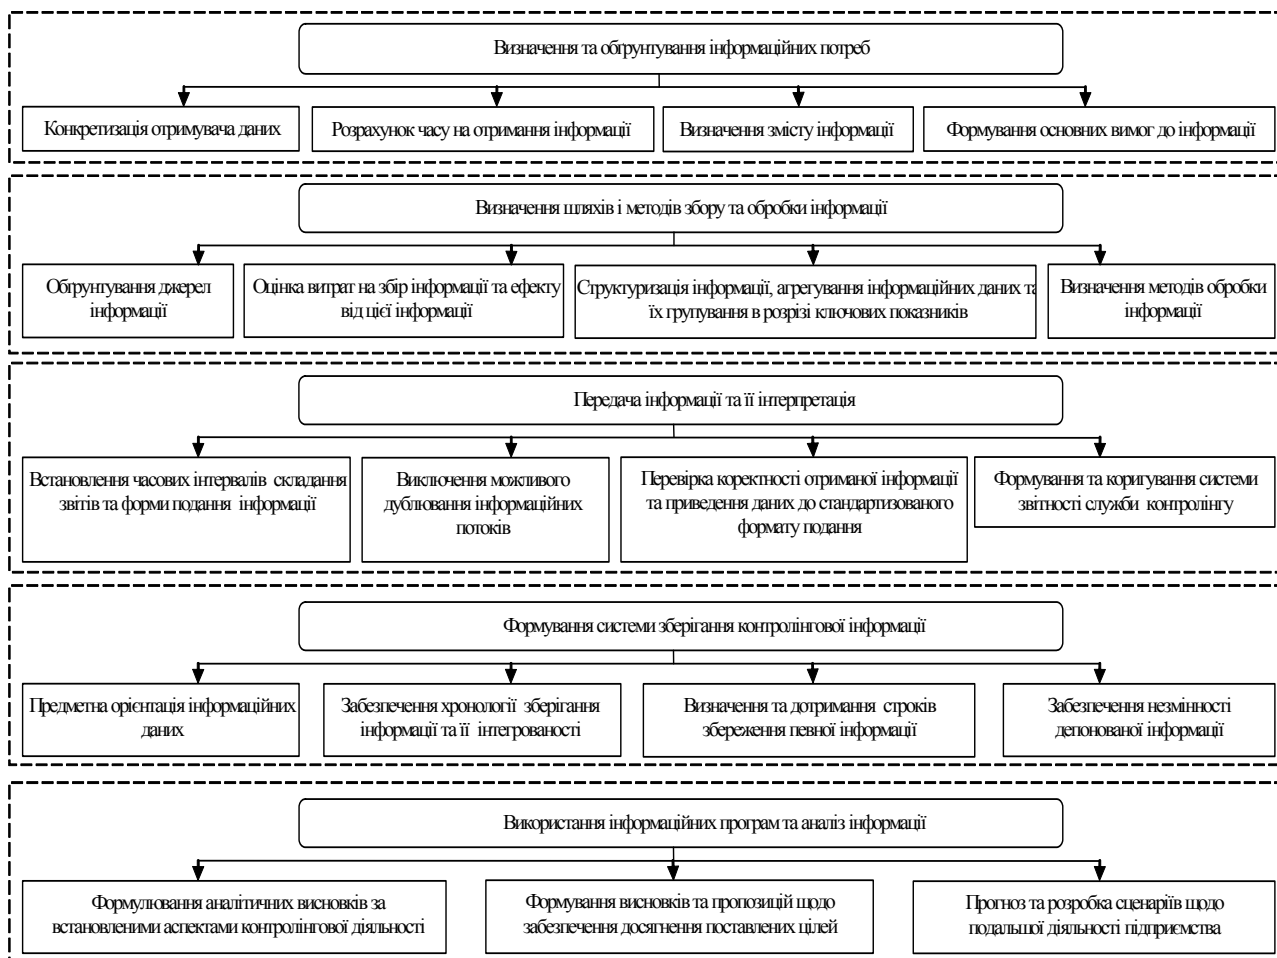 Визначення та обґрунтування інформаційних потреб
Конкретизація отримувача даних
Розрахунок часу на отримання інформації
Визначення змісту інформації
Формування основних вимог до інформації
Визначення шляхів і методів збору та обробки інформації
Обґрунтування джерел
інформації
Оцінка витрат на збір інформації та ефекту
від цієї інформації
Структуризація інформації, агрегування інформаційних даних та
їх групування в розрізі ключових показників
Визначення методів обробки
інформації
Передача інформації та її інтерпретація
Встановлення часових інтервалів складання
звітів та форми подання інформації
Виключення можливого
дублювання інформаційних
потоків
Перевірка коректності отриманої інформації
та приведення даних до стандартизованого
формату подання
Формування та коригування системи
звітності служби контролінгу
Формування системи зберігання контролінгової інформації
Предметна орієнтація інформаційних
даних
Забезпечення хронології зберігання
інформації та її інтегрованості
Визначення та дотримання строків
збереження певної інформації
Забезпечення незмінності
депонованої інформації
Використання інформаційних програм та аналіз інформації
Формулювання аналітичних висновків за
встановленими аспектами контролінгової діяльності
Формування висновків та пропозицій щодо
забезпечення досягнення поставлених цілей
Прогноз та розробка сценаріїв щодо
подальшої діяльності підприємства